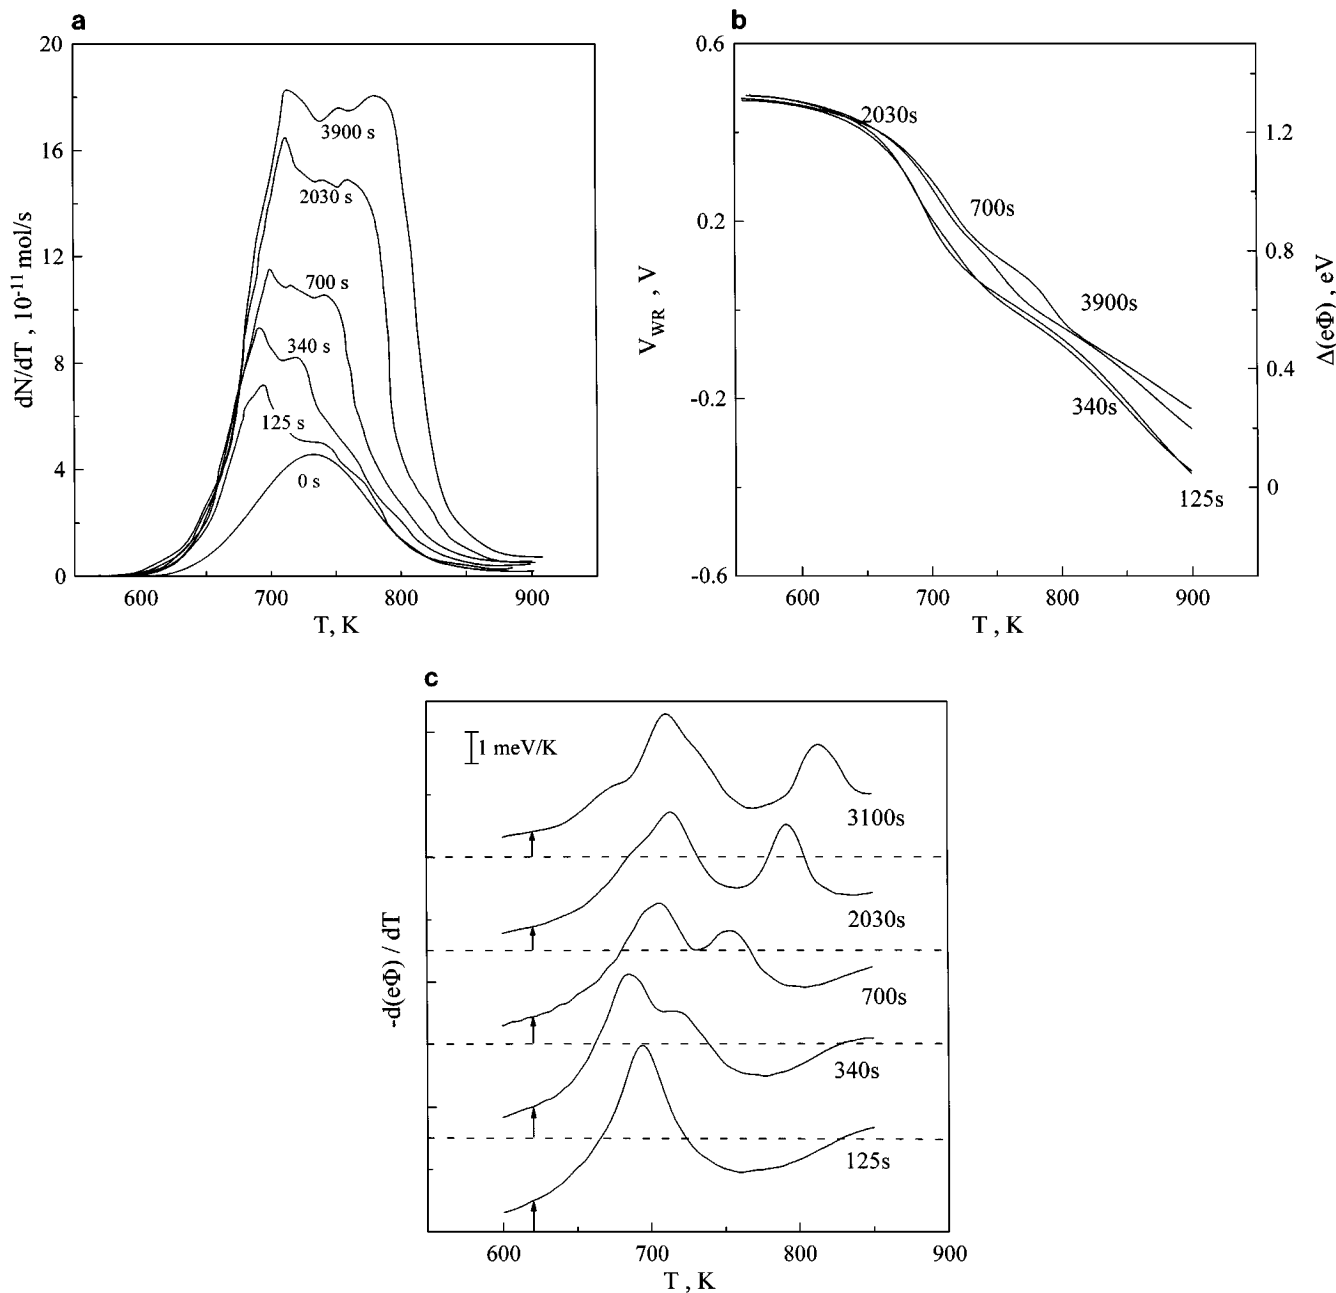 a
20
16
12
8
4
0
dN/dT , 10⁻¹¹ mol/s
3900 s
2030 s
700 s
340 s
125 s
0 s
600 700 800 900
T, K
b
0.6
0.2
-0.2
-0.6
V_WR , V
2030s
700s
3900s
340s
125s
1.2
0.8
0.4
0
Δ(eΦ) , eV
600 700 800 900
T , K
c
1 meV/K
-d(eΦ) / dT
3100s
2030s
700s
340s
125s
600 700 800 900
T , K